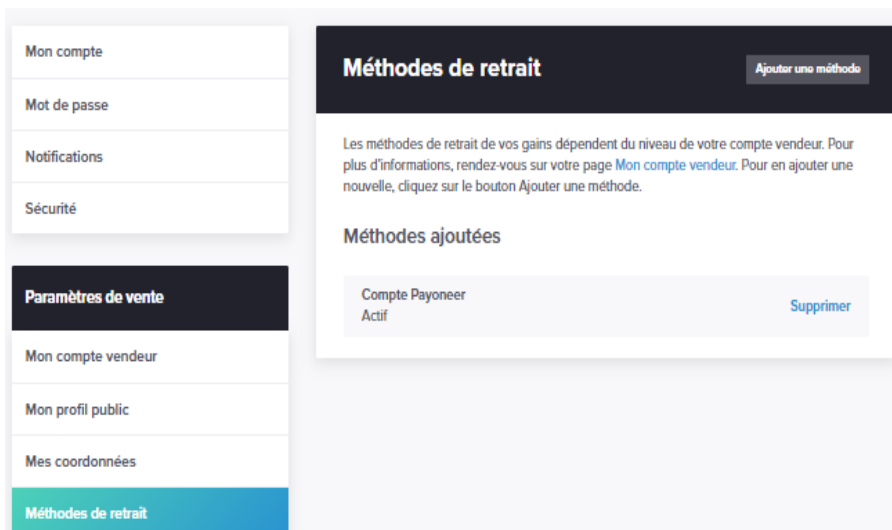 Mon compte
Mot de passe
Notifications
Sécurité
Paramètres de vente
Mon compte vendeur
Mon profil public
Mes coordonnées
Méthodes de retrait
Méthodes de retrait
Ajouter une méthode
Les méthodes de retrait de vos gains dépendent du niveau de votre compte vendeur. Pour
plus d'informations, rendez-vous sur votre page Mon compte vendeur. Pour en ajouter une
nouvelle, cliquez sur le bouton Ajouter une méthode.
Méthodes ajoutées
Compte Payoneer
Actif
Supprimer